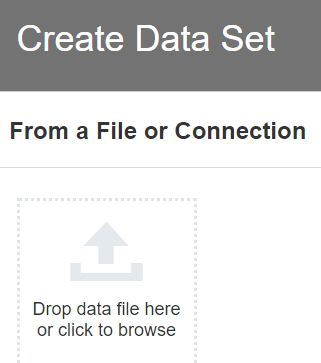 Create Data Set
From a File or Connection
Drop data file here
or click to browse